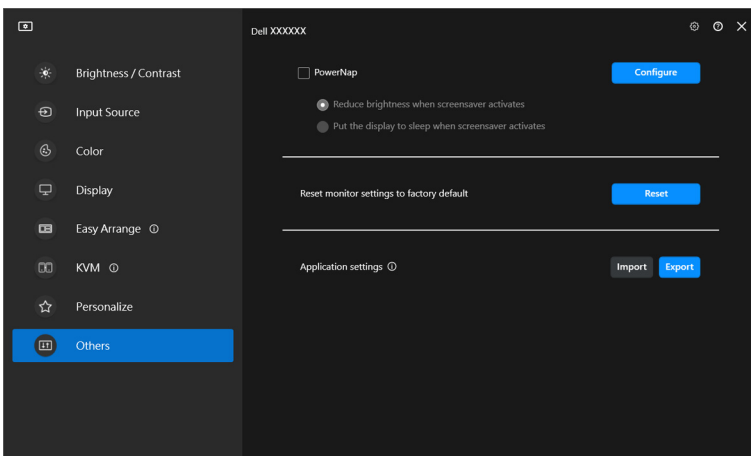 Dell XXXXXX
Brightness / Contrast
Input Source
Color
Display
Easy Arrange
KVM
Personalize
Others
PowerNap
Configure
Reduce brightness when screensaver activates
Put the display to sleep when screensaver activates
Reset monitor settings to factory default
Reset
Application settings
Import
Export